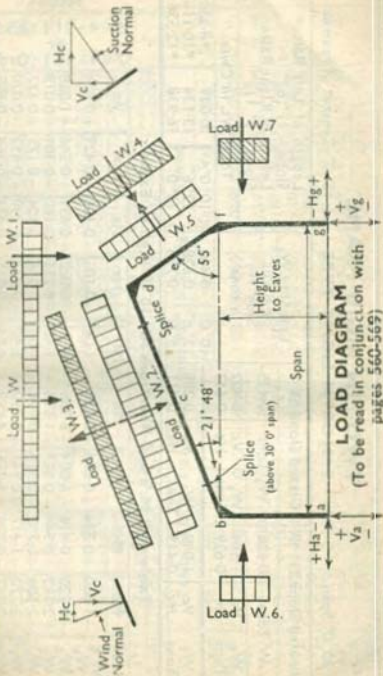 Load W.
Load W.1.
Hc
Vc
Wind
Normal
Hc
Vc
Suction
Normal
Load W.3.
Load W.2.
Load W.4.
Load W.5
Splice
d
c
e
55°
21° 48'
Splice
(above 30' 0" span)
b
f
Load W.6.
Load W.7
Height
to Eaves
Span
a
g
+Ha-
-Hg+
+
Va
-
+
Vg
-
LOAD DIAGRAM
(To be read in conjunction with
pages 560-569)